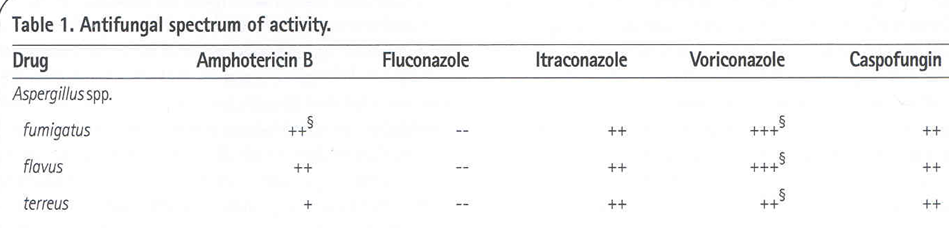 Table 1. Antifungal spectrum of activity.
Drug Amphotericin B Fluconazole Itraconazole Voriconazole Caspofungin
Aspergillus spp.
fumigatus ++§ -- ++ +++§ ++
flavus ++ -- ++ +++§ ++
terreus + -- ++ ++§ ++